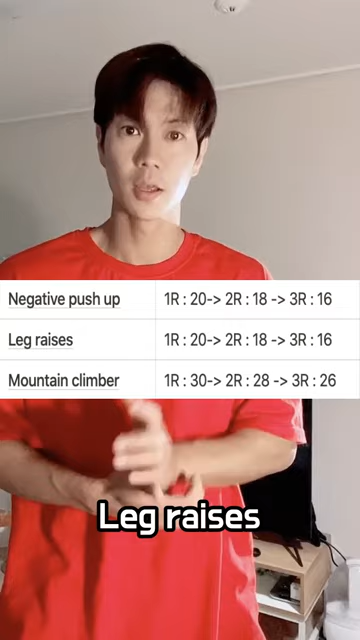 Negative push up 1R : 20-> 2R : 18 -> 3R : 16
Leg raises 1R : 20-> 2R : 18 -> 3R : 16
Mountain climber 1R : 30-> 2R : 28 -> 3R : 26
Leg raises